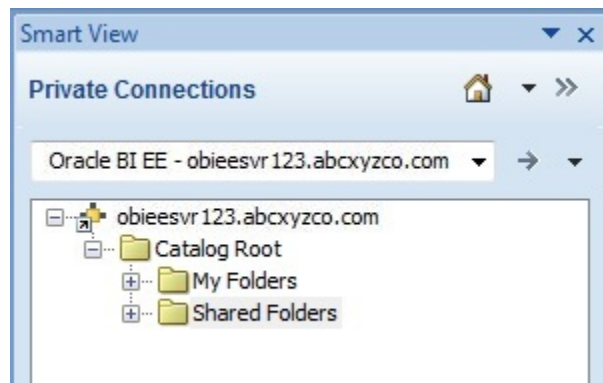 Smart View
Private Connections
Oracle BI EE - obieesvr123.abcxyzco.com
obieesvr123.abcxyzco.com
Catalog Root
My Folders
Shared Folders